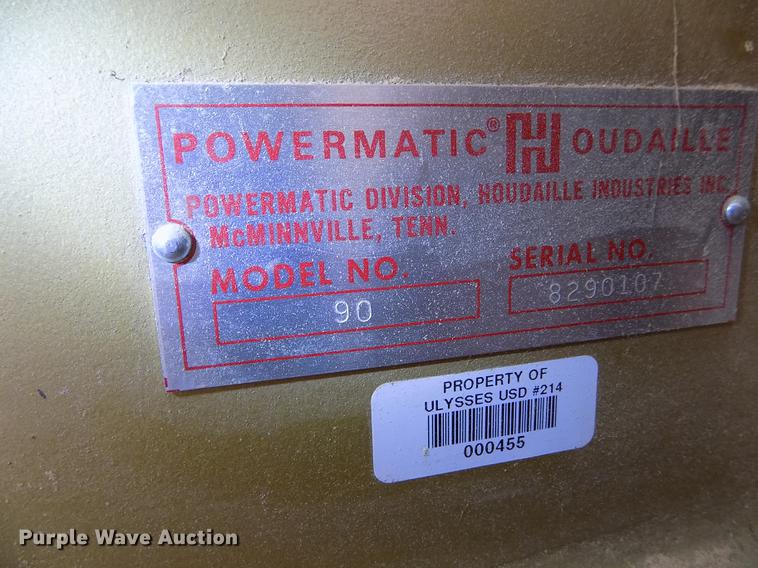 POWERMATIC® HOUDAILLE
POWERMATIC DIVISION, HOUDAILLE INDUSTRIES INC.
McMINNVILLE, TENN.
MODEL NO.
90
SERIAL NO.
8290107
PROPERTY OF
ULYSSES USD #214
000455
Purple Wave Auction